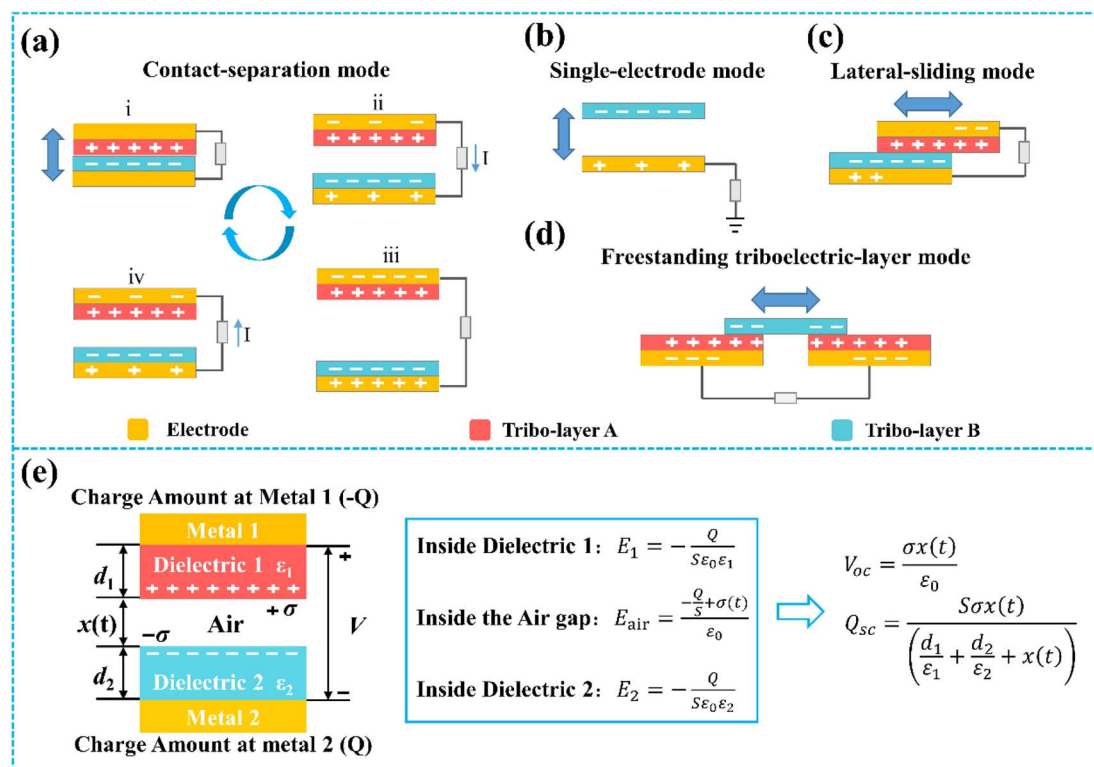 (a)
Contact-separation mode
i
ii
I
iii
iv
I
(b)
Single-electrode mode
(c)
Lateral-sliding mode
(d)
Freestanding triboelectric-layer mode
Electrode
Tribo-layer A
Tribo-layer B
(e)
Charge Amount at Metal 1 (-Q)
Metal 1
Dielectric 1 ε₁
+ + + + + + + +
+σ
d₁
x(t)
−σ
Air
d₂
Dielectric 2 ε₂
Metal 2
+
V
−
Charge Amount at metal 2 (Q)
Inside Dielectric 1: E₁ = −Q/(Sε₀ε₁)
Inside the Air gap: E_air = (−Q/S+σ(t))/ε₀
Inside Dielectric 2: E₂ = −Q/(Sε₀ε₂)
V_oc = σx(t)/ε₀
Q_sc = Sσx(t)/(d₁/ε₁ + d₂/ε₂ + x(t))